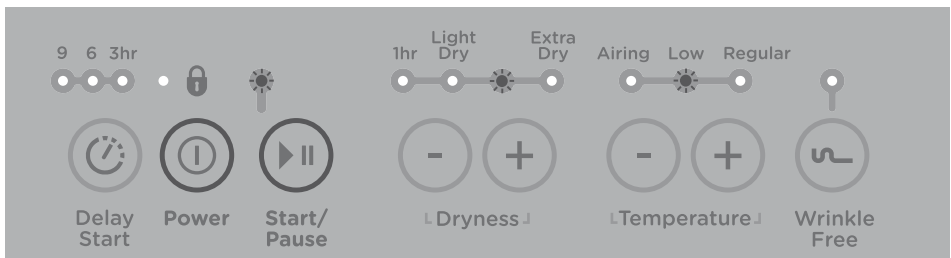 9 6 3hr
1hr Light Dry Extra Dry
Airing Low Regular
Delay Start
Power
Start/
Pause
Dryness
Temperature
Wrinkle
Free